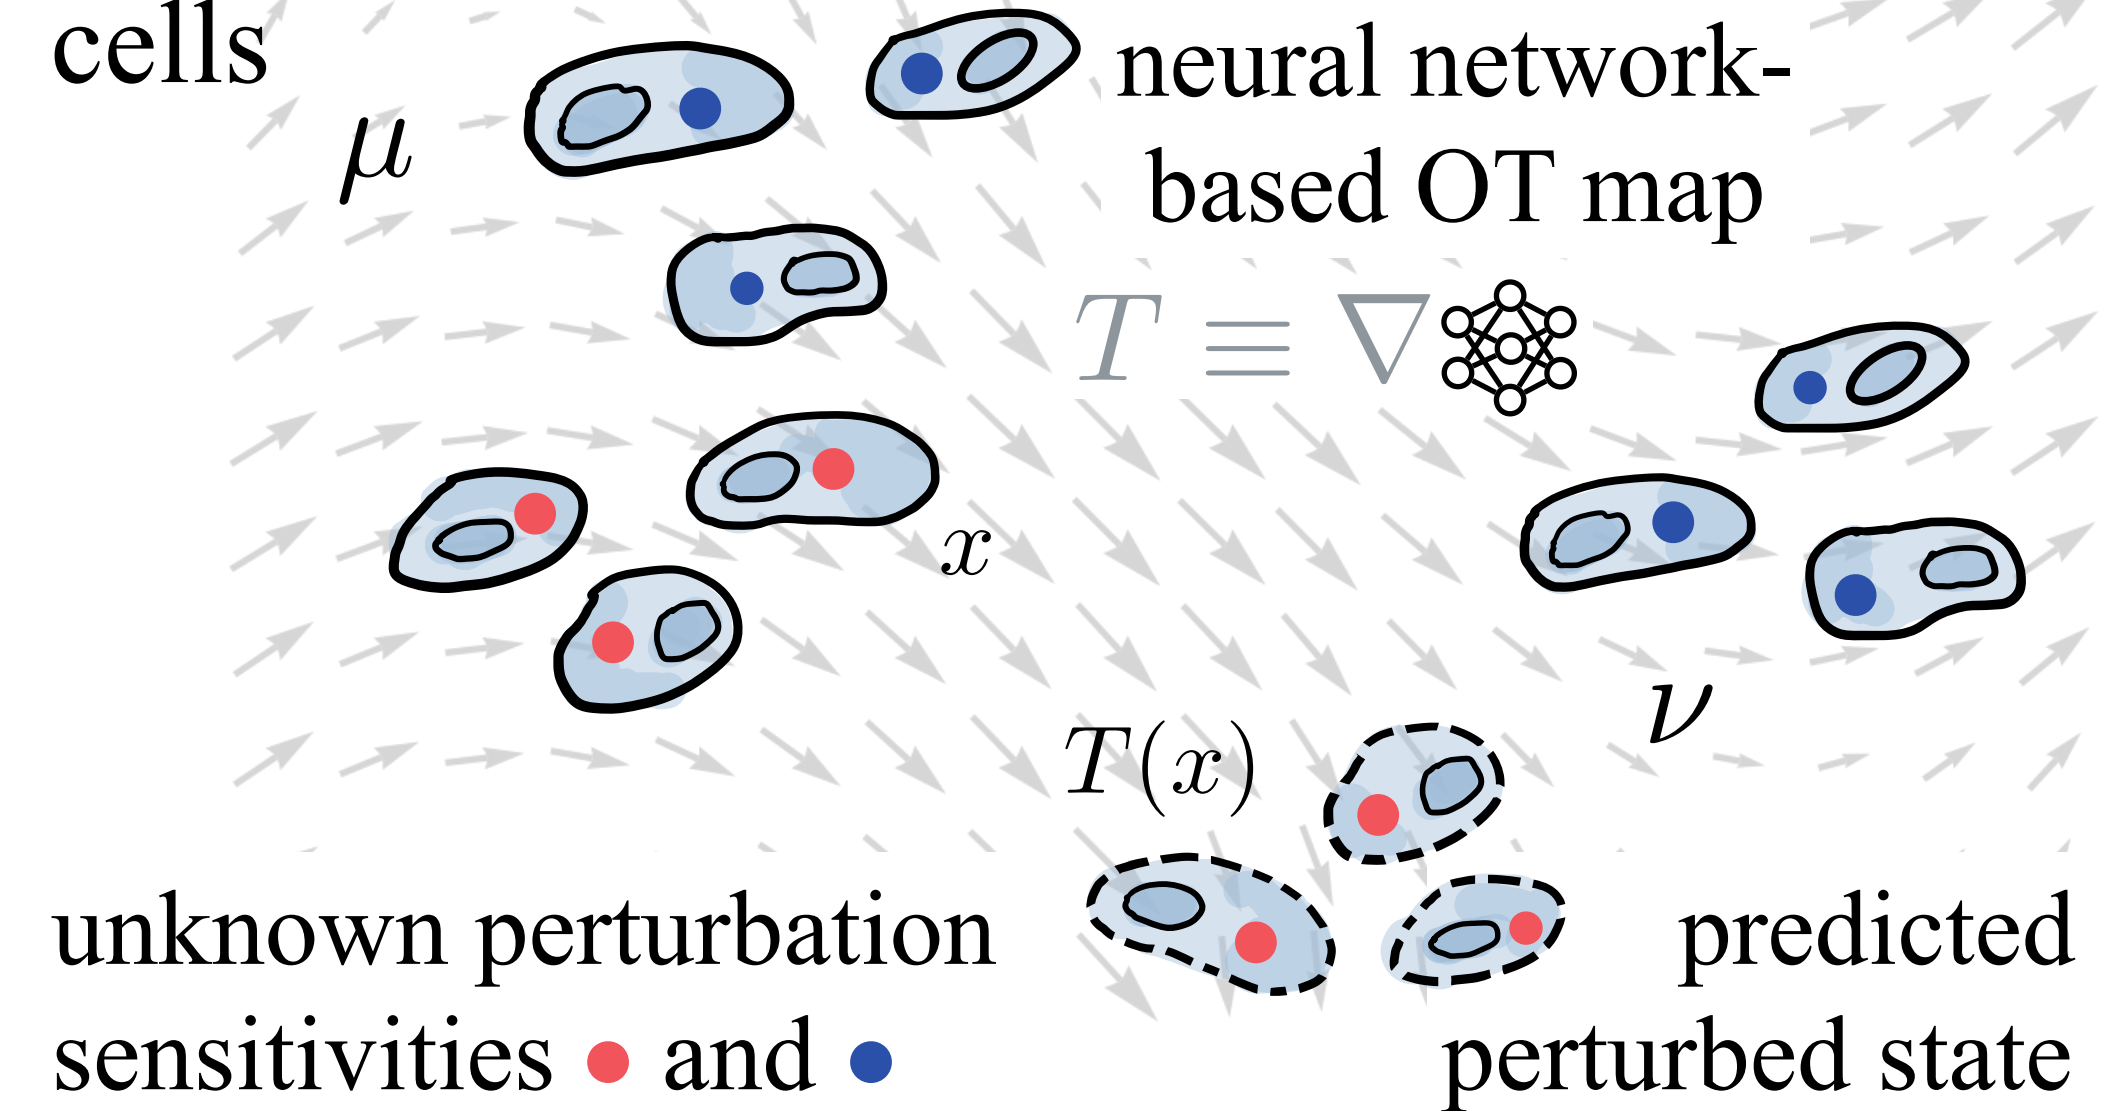 cells
μ
neural network-
based OT map
T ≡ ∇
x
ν
T(x)
unknown perturbation
sensitivities and
predicted
perturbed state